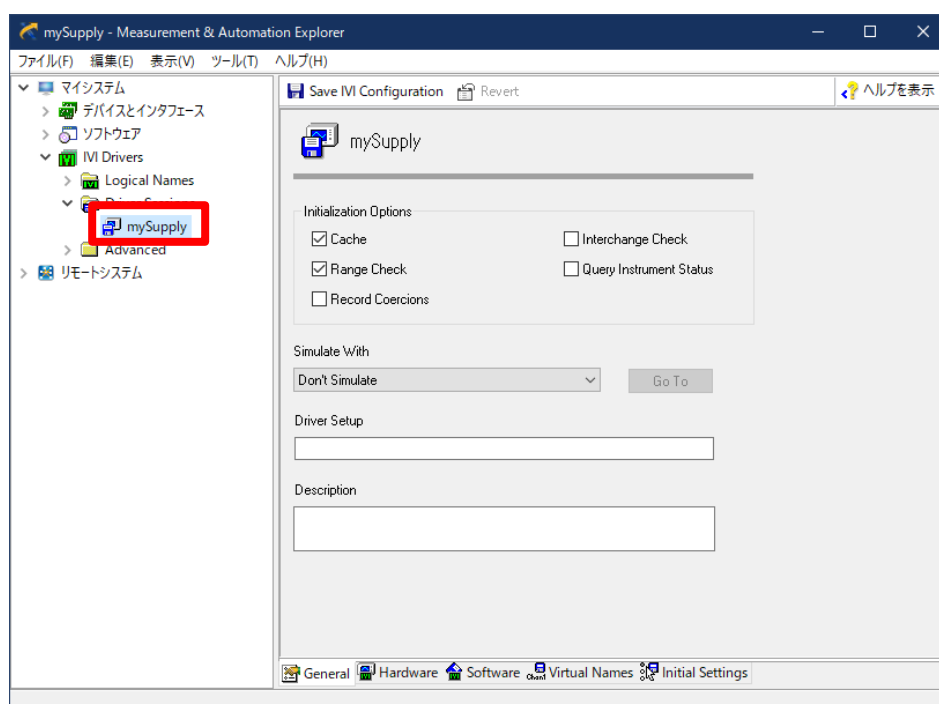 mySupply - Measurement & Automation Explorer
ファイル(F) 編集(E) 表示(V) ツール(T) ヘルプ(H)
マイシステム
デバイスとインタフェース
ソフトウェア
IVI Drivers
Logical Names
mySupply
Advanced
リモートシステム
Save IVI Configuration Revert
ヘルプを表示
mySupply
Initialization Options
Cache
Interchange Check
Range Check
Query Instrument Status
Record Coercions
Simulate With
Don't Simulate
Go To
Driver Setup
Description
General Hardware Software Virtual Names Initial Settings